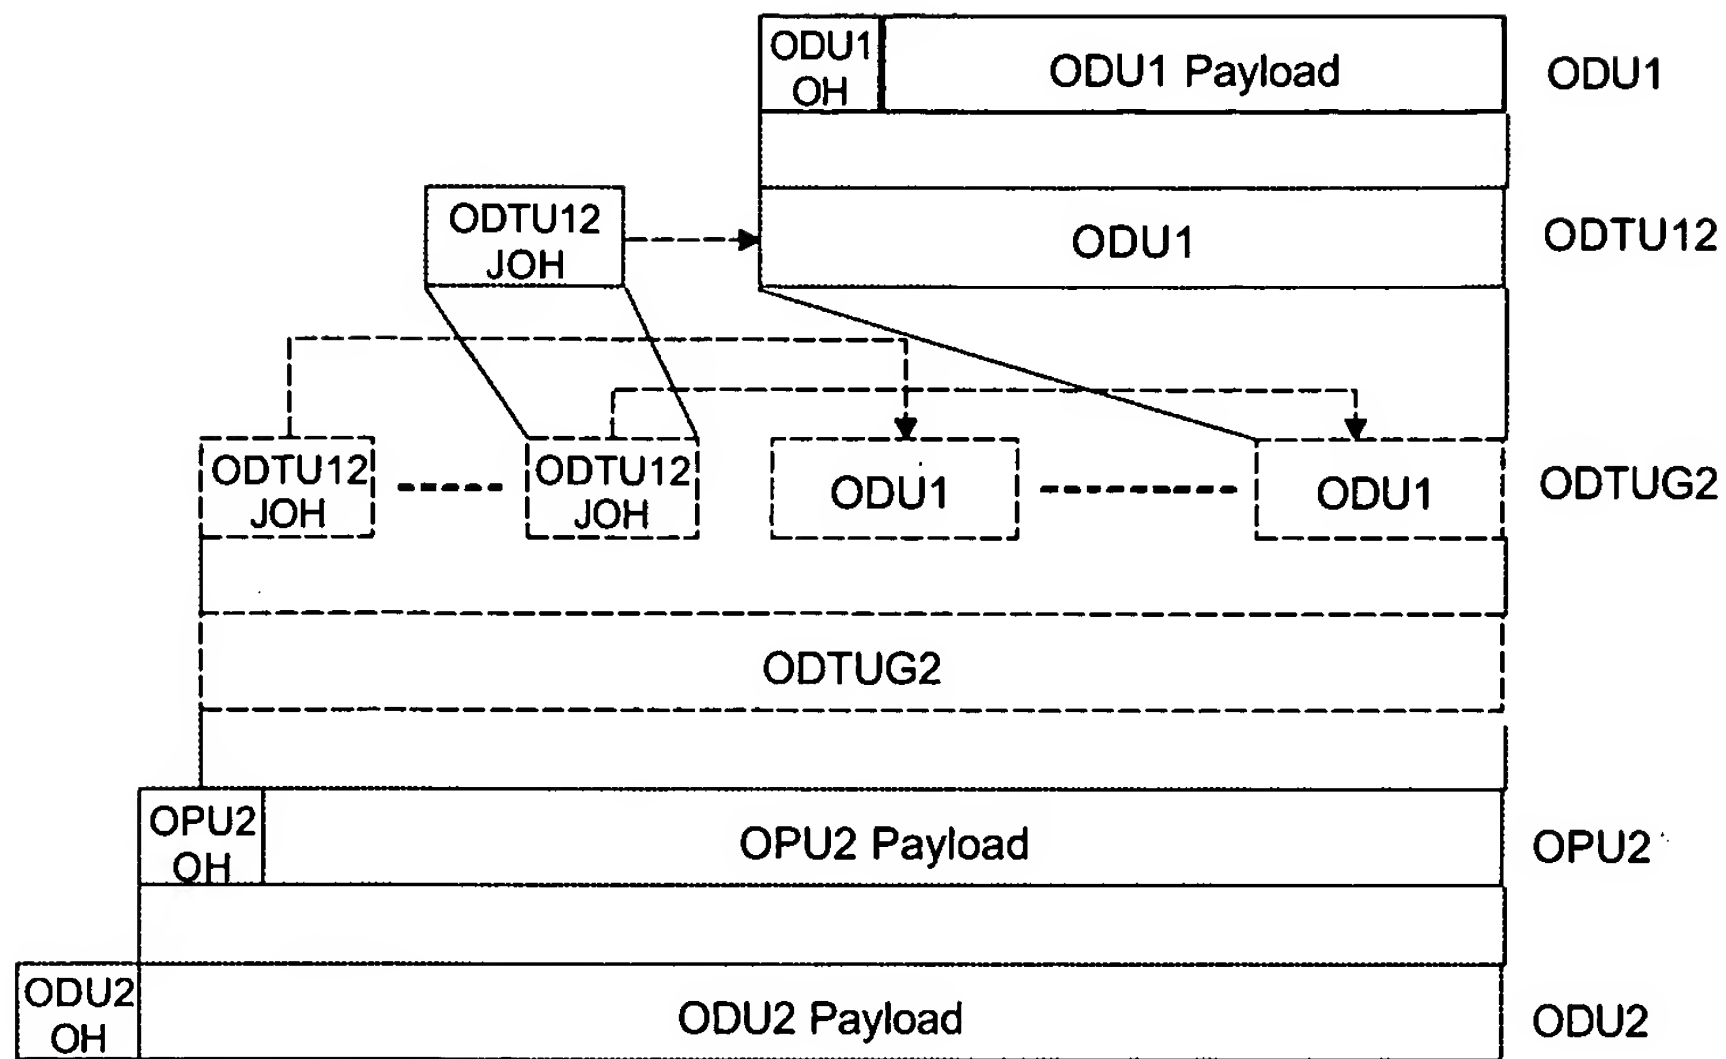 ODU1 OH
ODU1 Payload
ODU1
ODTU12 JOH
ODU1
ODTU12
ODTU12 JOH
ODTU12 JOH
ODU1
ODU1
ODTUG2
ODTUG2
OPU2 OH
OPU2 Payload
OPU2
ODU2 OH
ODU2 Payload
ODU2